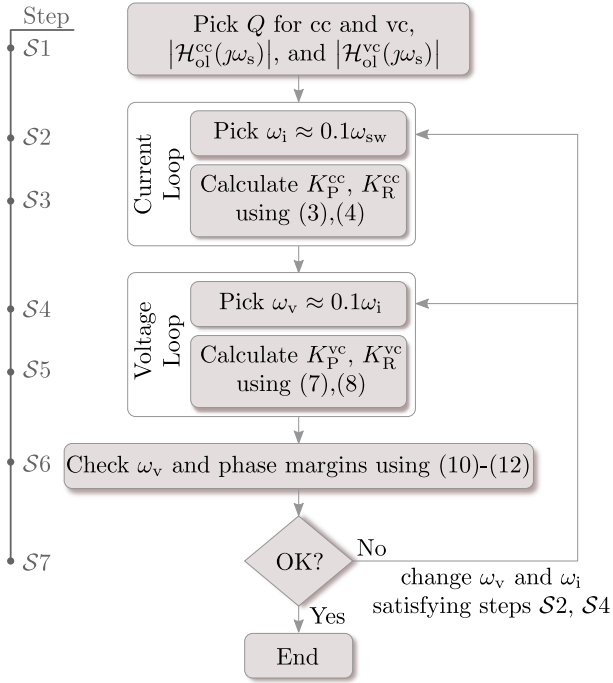 Step
S1
Pick Q for cc and vc,
|ℋ_ol^cc(ȷω_s)|, and |ℋ_ol^vc(ȷω_s)|
S2
Current
Loop
Pick ω_i ≈ 0.1ω_sw
S3
Calculate K_P^cc, K_R^cc
using (3),(4)
S4
Voltage
Loop
Pick ω_v ≈ 0.1ω_i
S5
Calculate K_P^vc, K_R^vc
using (7),(8)
S6
Check ω_v and phase margins using (10)-(12)
S7
OK?
No
change ω_v and ω_i
satisfying steps S2, S4
Yes
End